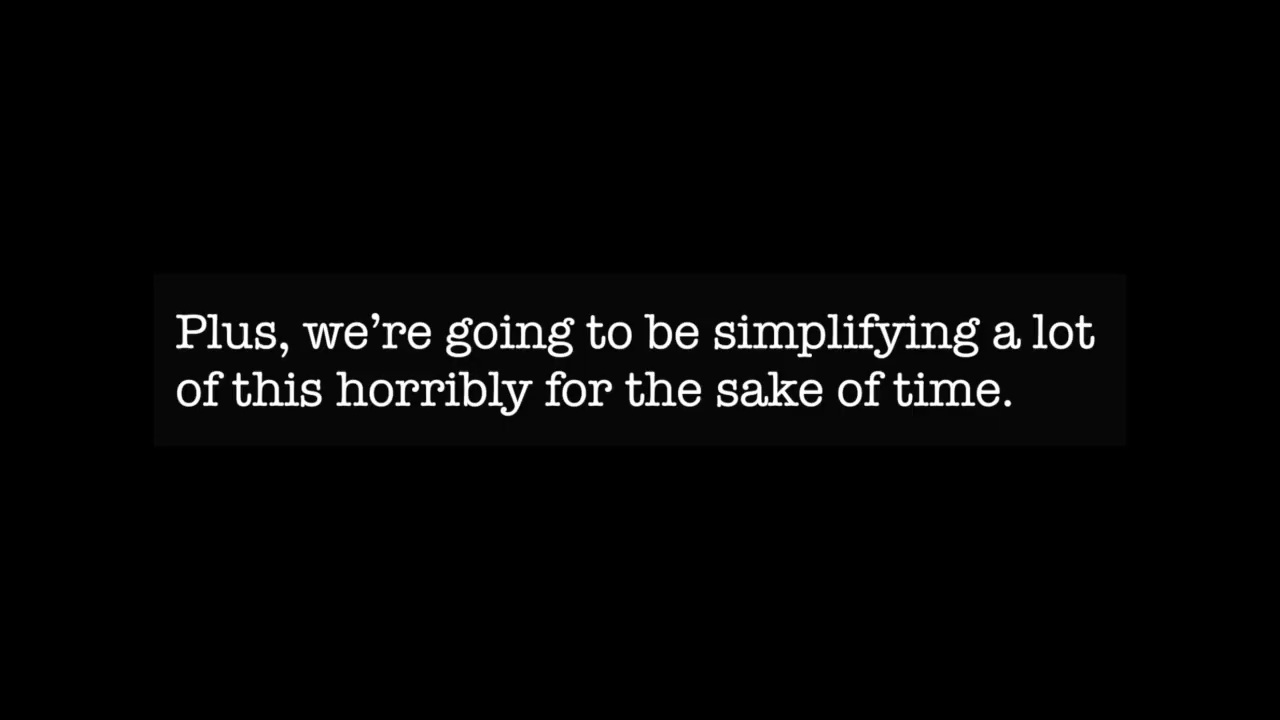 Plus, we’re going to be simplifying a lot
of this horribly for the sake of time.